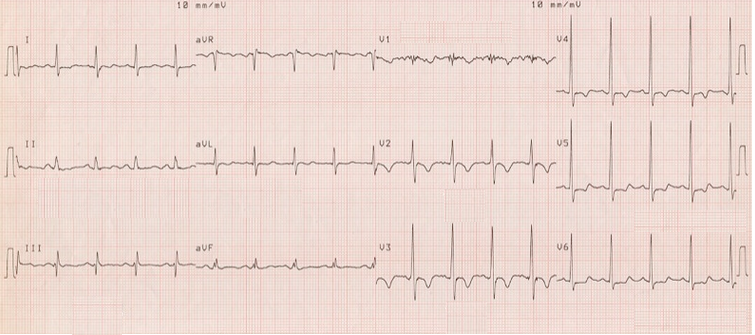 10 mm/mV 10 mm/mV
I aVR V1 V4
II aVL V2 V5
III aVF V3 V6